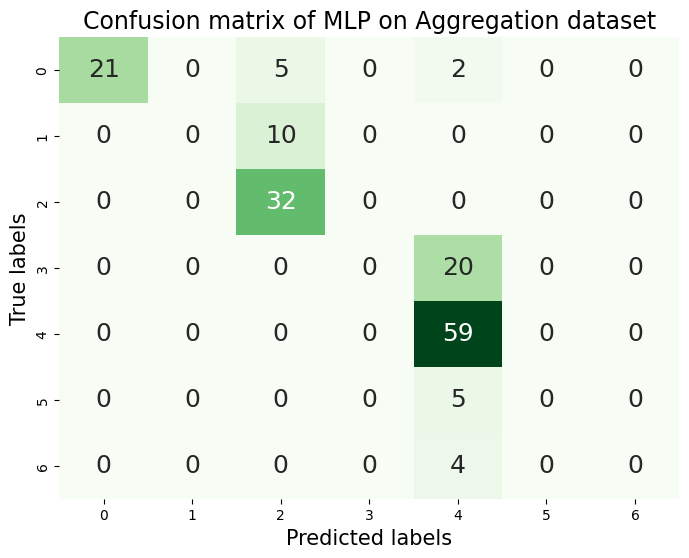 Confusion matrix of MLP on Aggregation dataset
True labels
0 21 0 5 0 2 0 0
1 0 0 10 0 0 0 0
2 0 0 32 0 0 0 0
3 0 0 0 0 20 0 0
4 0 0 0 0 59 0 0
5 0 0 0 0 5 0 0
6 0 0 0 0 4 0 0
0 1 2 3 4 5 6
Predicted labels